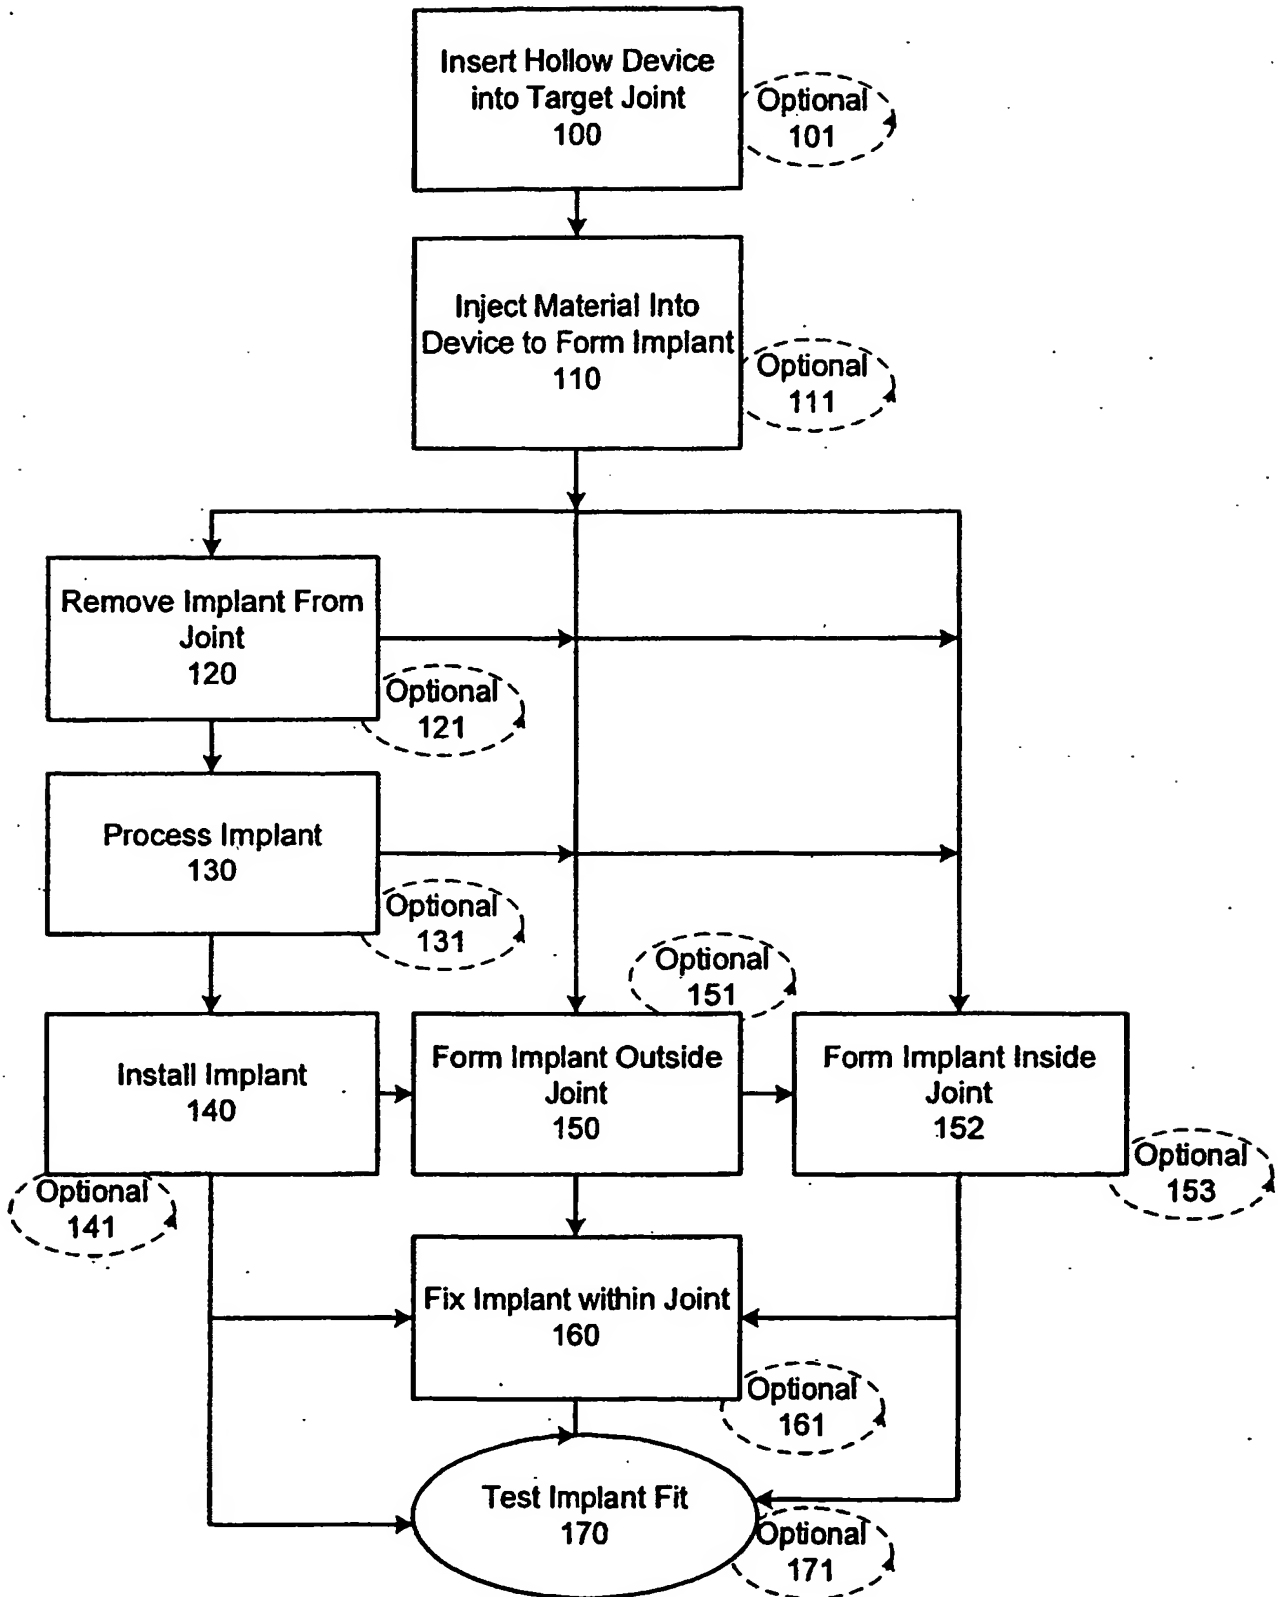 Insert Hollow Device
into Target Joint
100
Optional
101
Inject Material Into
Device to Form Implant
110
Optional
111
Remove Implant From
Joint
120
Optional
121
Process Implant
130
Optional
131
Optional
151
Install Implant
140
Form Implant Outside
Joint
150
Form Implant Inside
Joint
152
Optional
141
Optional
153
Fix Implant within Joint
160
Optional
161
Test Implant Fit
170
Optional
171